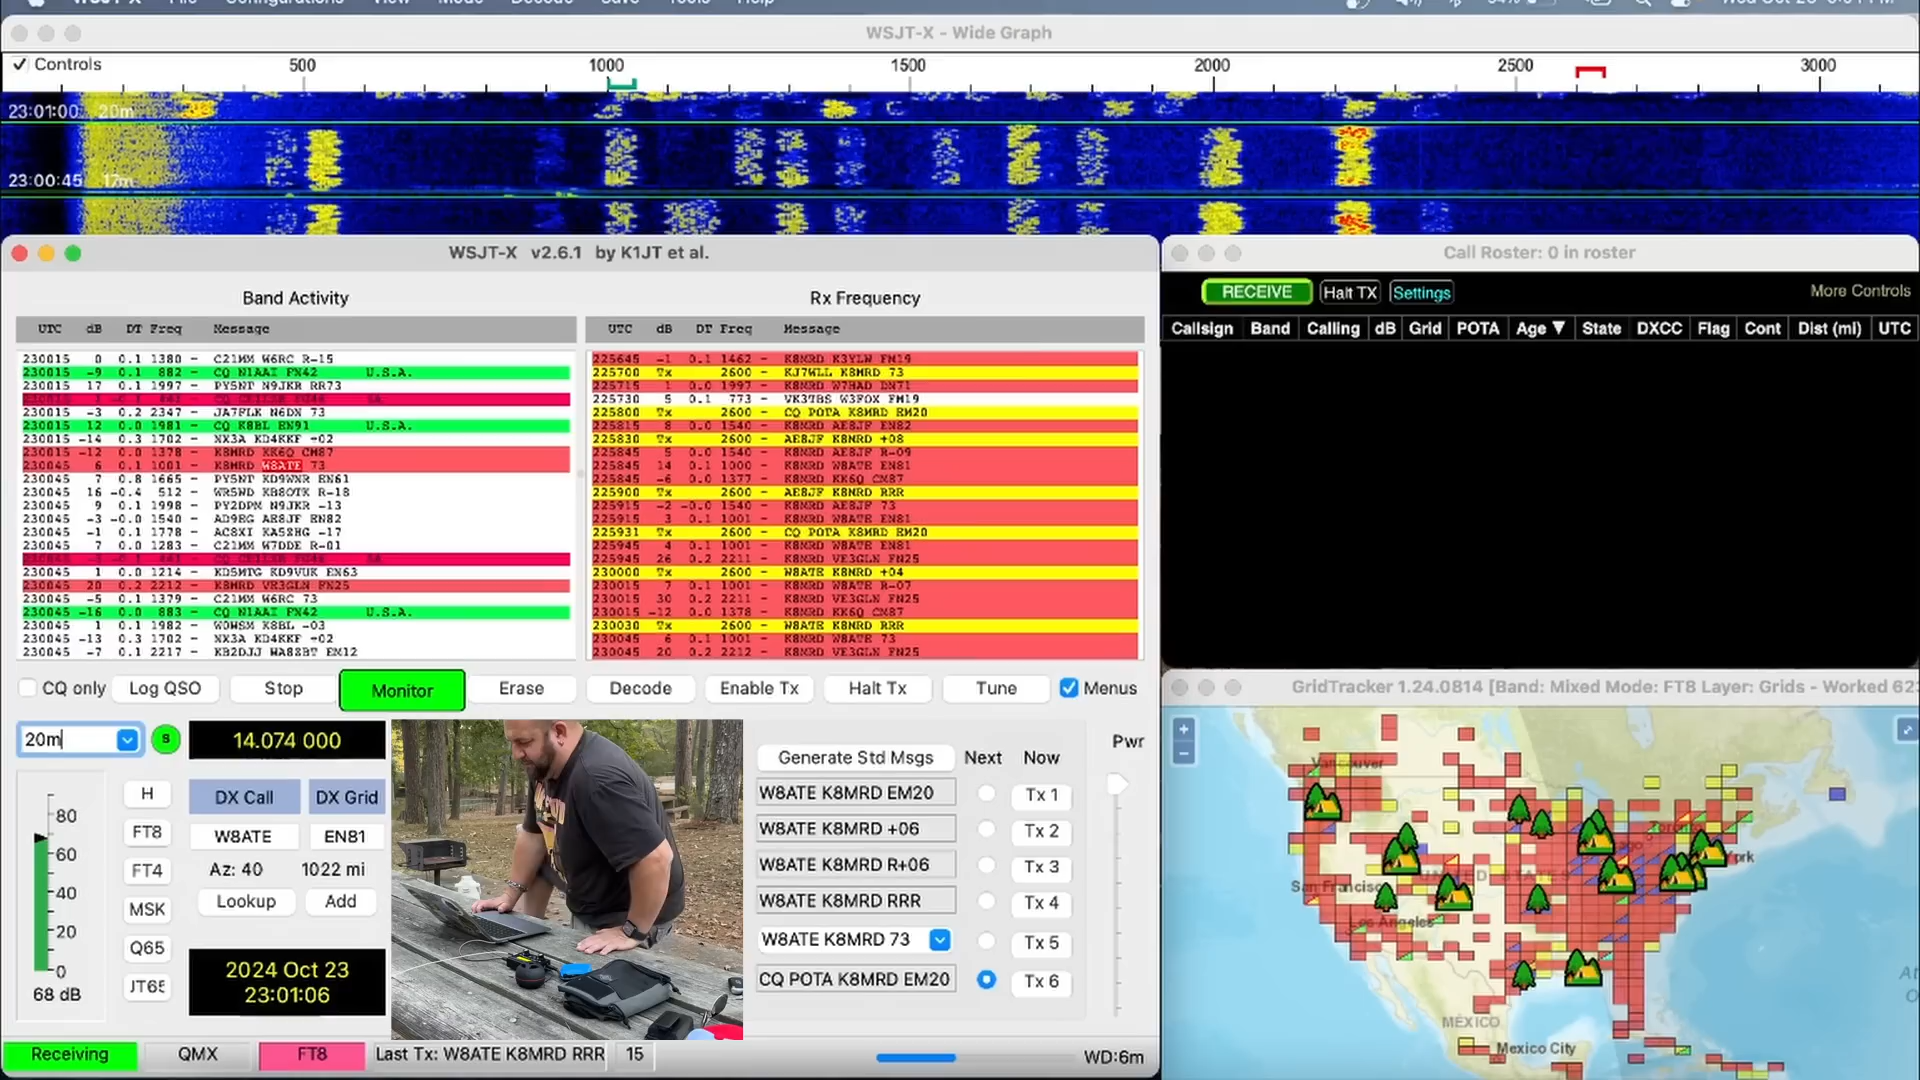 WSJT-X - Wide Graph
Controls 500 1000 1500 2000 2500 3000
23:01:00 20m
23:00:45 17m
WSJT-X v2.6.1 by K1JT et al.
Band Activity
UTC dB DT Freq Message
230015 0 0.1 1380 ~ C21MM W6RC R-15
230015 -9 0.1 882 ~ CQ N1AAI FN42 U.S.A.
230015 17 0.1 1997 ~ PY5NT N9JKR RR73
230015 -3 0.2 2347 ~ JA7FLK N6DN 73
230015 12 0.0 1981 ~ CQ K8BL EN91 U.S.A.
230015 -14 0.3 1702 ~ NX3A KD4KKF +02
230015 -12 0.0 1378 ~ K8MRD KK6Q CM87
230045 6 0.1 1001 ~ K8MRD W8ATE 73
230045 7 0.8 1665 ~ PY5NT KD9WNR EN61
230045 16 -0.4 512 ~ WR5WD KB8OTK R-18
230045 9 0.1 1998 ~ PY2DPM N9JKR -13
230045 -3 -0.0 1540 ~ AD9HG AE8JF EN82
230045 -1 0.1 1778 ~ AC8XI KA5ZHG -17
230045 7 0.0 1283 ~ C21MM W7DDE R-01
230045 1 0.0 1214 ~ KD5MTG KD9VUK EN63
230045 20 0.2 2212 ~ K8MRD VE3GLN FN25
230045 -5 0.1 1379 ~ C21MM W6RC 73
230045 -16 0.0 883 ~ CQ N1AAI FN42 U.S.A.
230045 1 0.1 1982 ~ W0WSM K8BL -03
230045 -13 0.3 1702 ~ NX3A KD4KKF +02
230045 -7 0.1 2217 ~ KB2DJJ WA8ZBT EM12
Rx Frequency
UTC dB DT Freq Message
225645 -1 0.1 1462 ~ K8MRD K3YLW FM19
225700 Tx 2600 ~ KJ7WLL K8MRD 73
225715 1 0.0 1997 ~ K8MRD W7HAD DN71
225730 5 0.1 773 ~ VK3TBS W3FOX FM19
225800 Tx 2600 ~ CQ POTA K8MRD EM20
225815 8 0.0 1540 ~ K8MRD AE8JF EN82
225830 Tx 2600 ~ AE8JF K8MRD +08
225845 5 0.0 1540 ~ K8MRD AE8JF R-09
225845 14 0.1 1000 ~ K8MRD W8ATE EN81
225845 -6 0.0 1377 ~ K8MRD KK6Q CM87
225900 Tx 2600 ~ AE8JF K8MRD RRR
225915 -2 -0.0 1540 ~ K8MRD AE8JF 73
225915 3 0.1 1001 ~ K8MRD W8ATE EN81
225931 Tx 2600 ~ CQ POTA K8MRD EM20
225945 4 0.1 1001 ~ K8MRD W8ATE EN81
225945 26 0.2 2211 ~ K8MRD VE3GLN FN25
230000 Tx 2600 ~ W8ATE K8MRD +04
230015 7 0.1 1001 ~ K8MRD W8ATE R-07
230015 30 0.2 2211 ~ K8MRD VE3GLN FN25
230015 -12 0.0 1378 ~ K8MRD KK6Q CM87
230030 Tx 2600 ~ W8ATE K8MRD RRR
230045 6 0.1 1001 ~ K8MRD W8ATE 73
230045 20 0.2 2212 ~ K8MRD VE3GLN FN25
CQ only Log QSO Stop Monitor Erase Decode Enable Tx Halt Tx Tune Menus
20m S 14.074 000
80
60
40
20
0
68 dB
H
FT8
FT4
MSK
Q65
JT65
DX Call DX Grid
W8ATE EN81
Az: 40 1022 mi
Lookup Add
2024 Oct 23
23:01:06
Generate Std Msgs Next Now
W8ATE K8MRD EM20 Tx 1
W8ATE K8MRD +06 Tx 2
W8ATE K8MRD R+06 Tx 3
W8ATE K8MRD RRR Tx 4
W8ATE K8MRD 73 Tx 5
CQ POTA K8MRD EM20 Tx 6
Pwr
Receiving QMX FT8 Last Tx: W8ATE K8MRD RRR 15 WD:6m
Call Roster: 0 in roster
RECEIVE Halt TX Settings More Controls
Callsign Band Calling dB Grid POTA Age ▼ State DXCC Flag Cont Dist (mi) UTC
GridTracker 1.24.0814 [Band: Mixed Mode: FT8 Layer: Grids - Worked 623
+
-
Vancouver
San Francisco
Los Angeles
MÉXICO
Mexico City